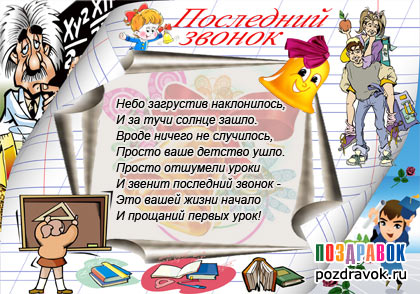 Последний
звонок
Небо загрустив наклонилось,
И за тучи солнце зашло.
Вроде ничего не случилось,
Просто ваше детство ушло.
Просто отшумели уроки
И звенит последний звонок -
Это вашей жизни начало
И прощаний первых урок!
ПОЗДРАВОК
pozdravok.ru